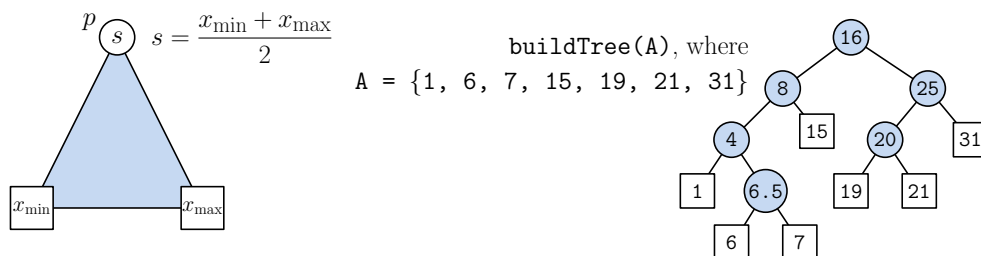 p
s
s = (x_min + x_max) / 2
x_min
x_max
buildTree(A), where
A = {1, 6, 7, 15, 19, 21, 31}
16
8
25
4
15
20
31
1
6.5
19
21
6
7